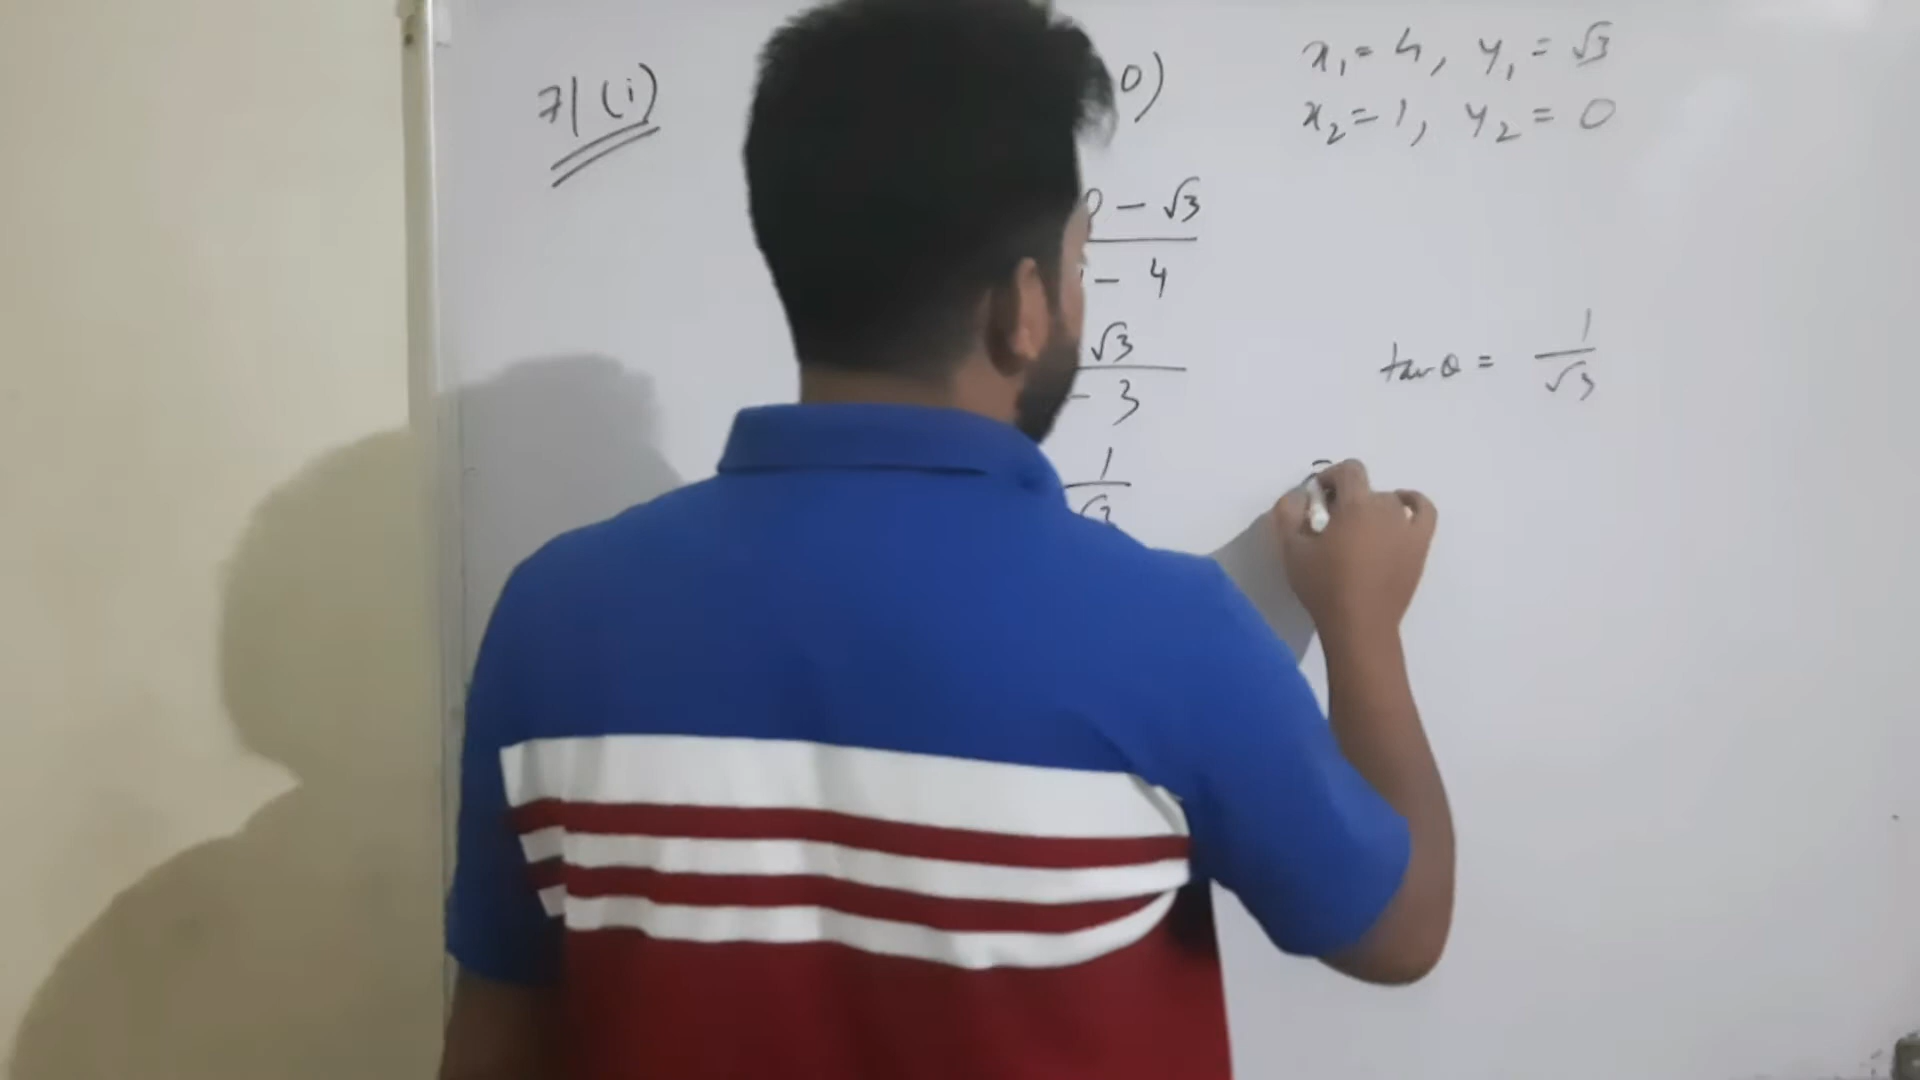 7| (i)
0)
x₁ = 4, y₁ = √3
x₂ = 1, y₂ = 0
0 - √3
- 4
√3
- 3
tan θ = 1/√3
1
√3
=